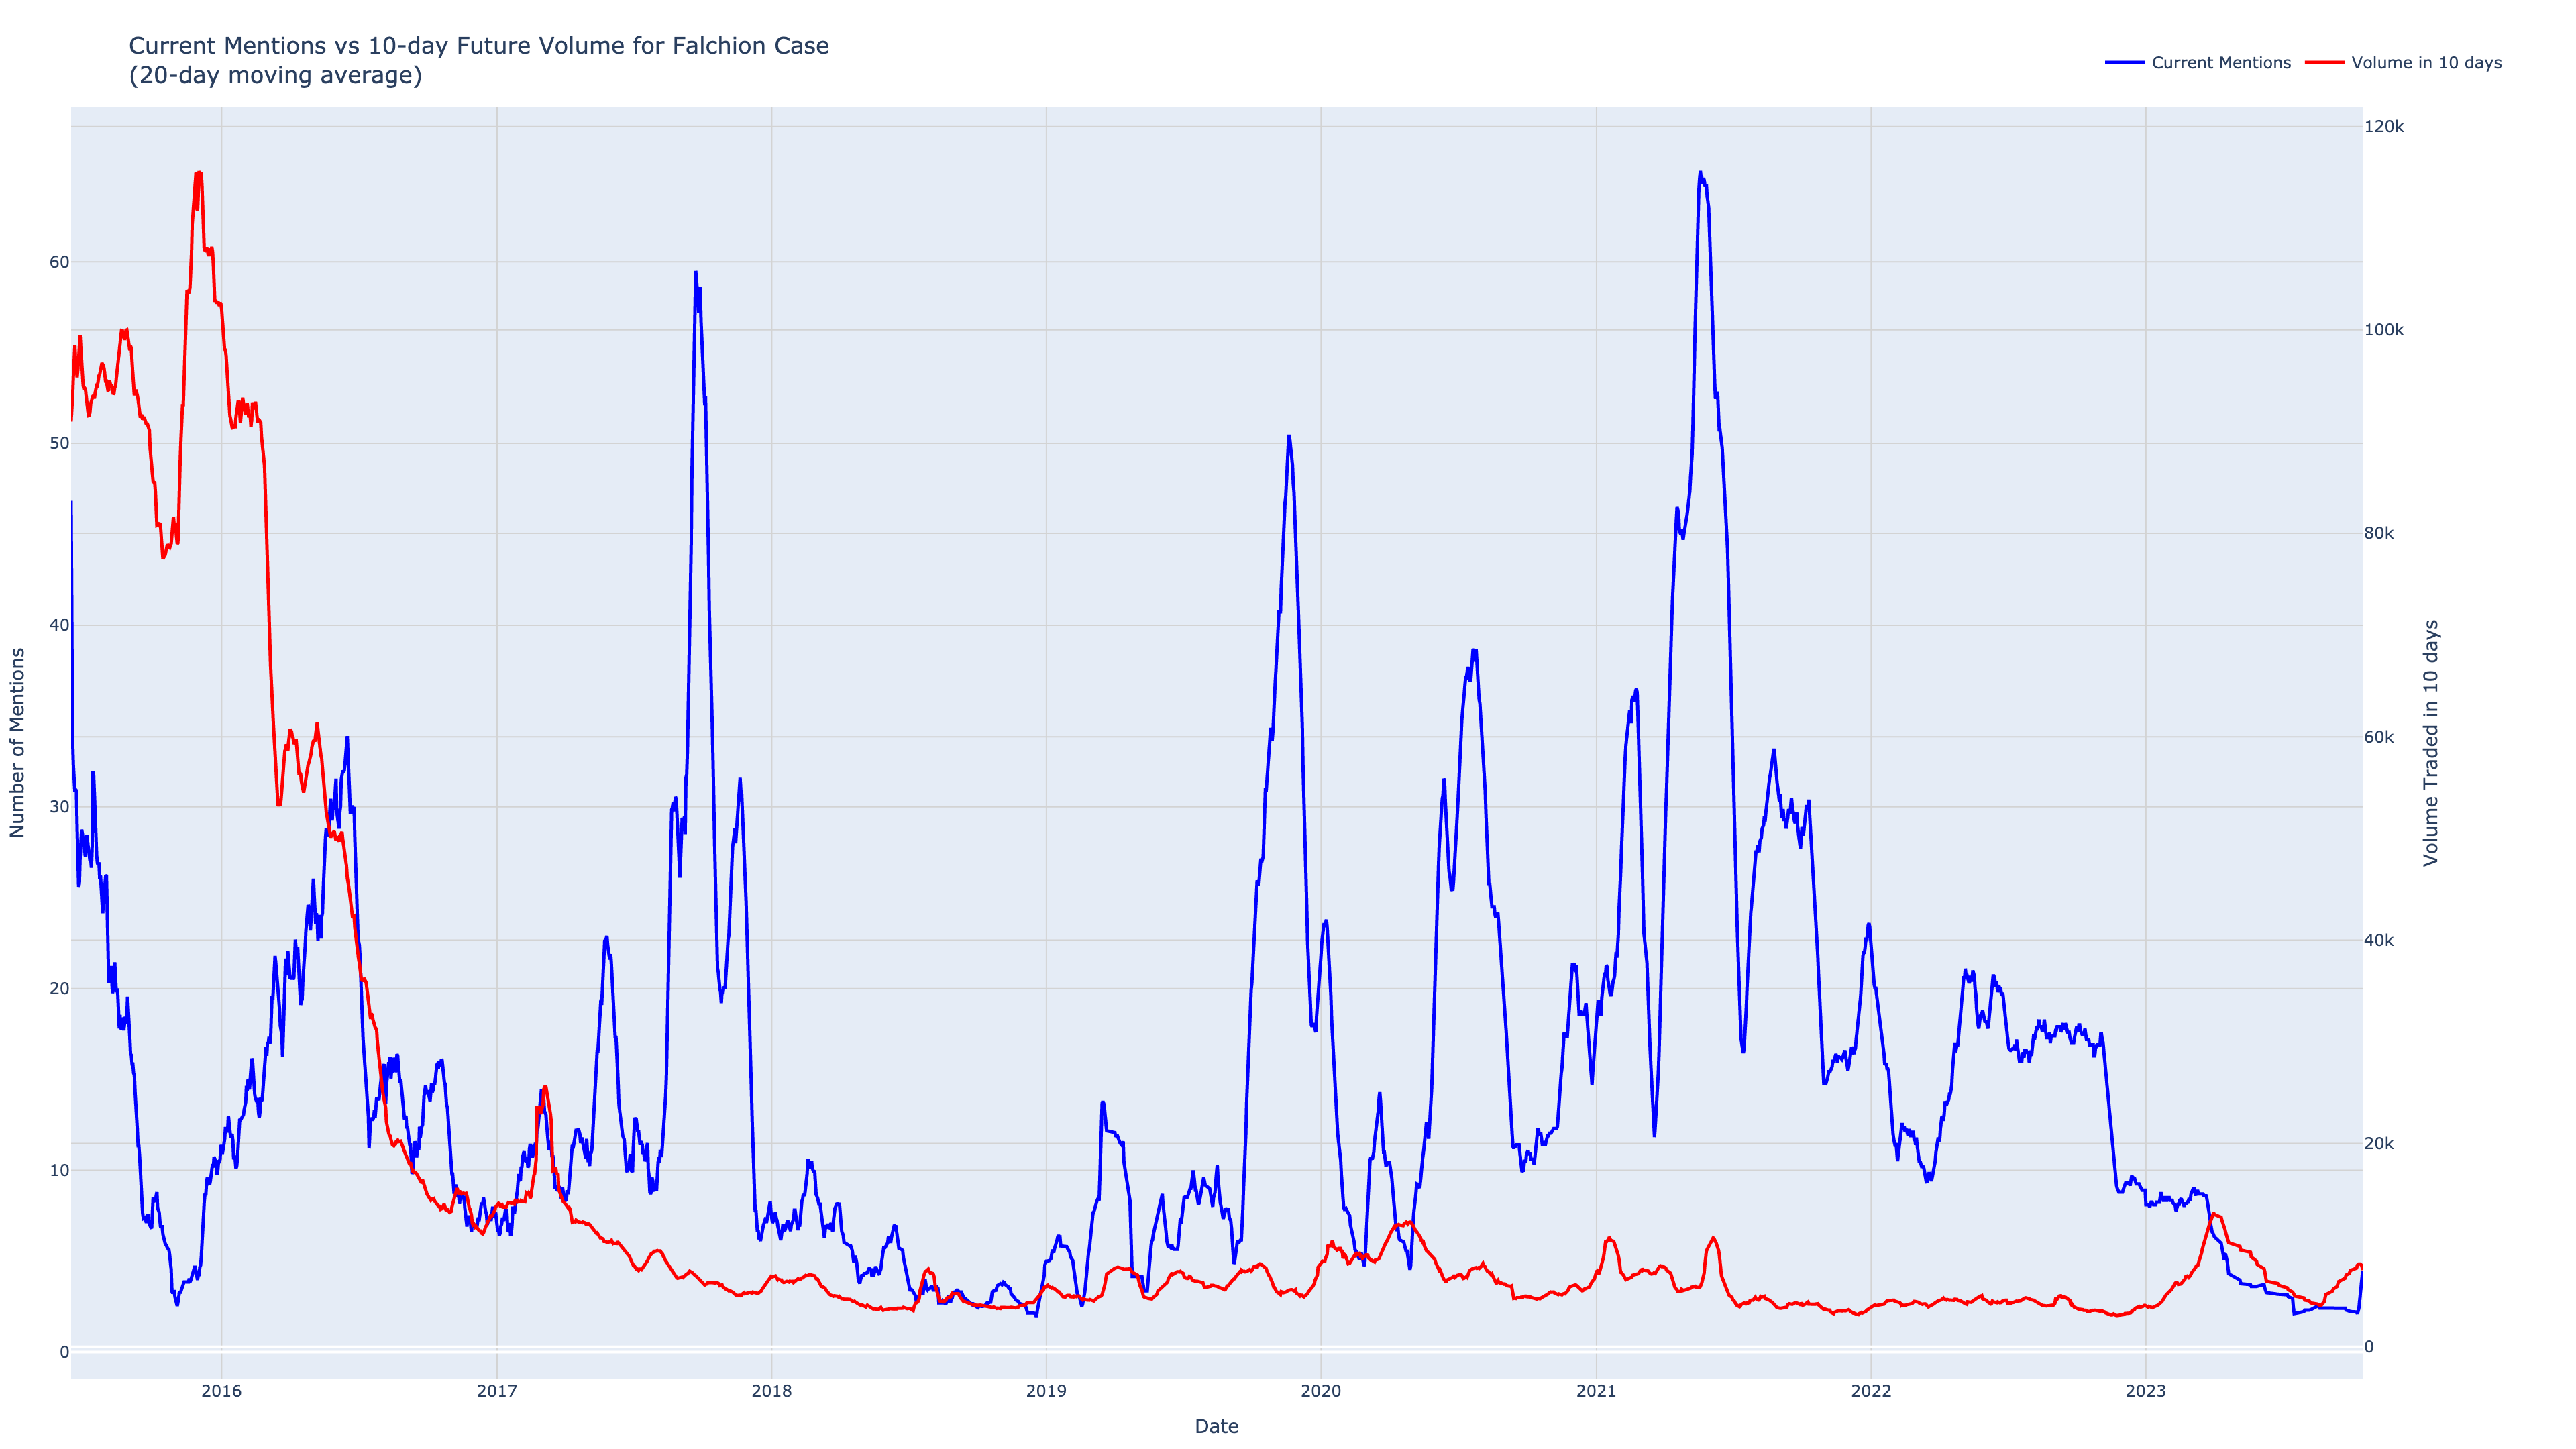 Current Mentions vs 10-day Future Volume for Falchion Case
(20-day moving average)
Current Mentions
Volume in 10 days
120k
100k
80k
60k
40k
20k
0
60
50
40
30
20
10
0
Number of Mentions
Volume Traded in 10 days
2016
2017
2018
2019
2020
2021
2022
2023
Date